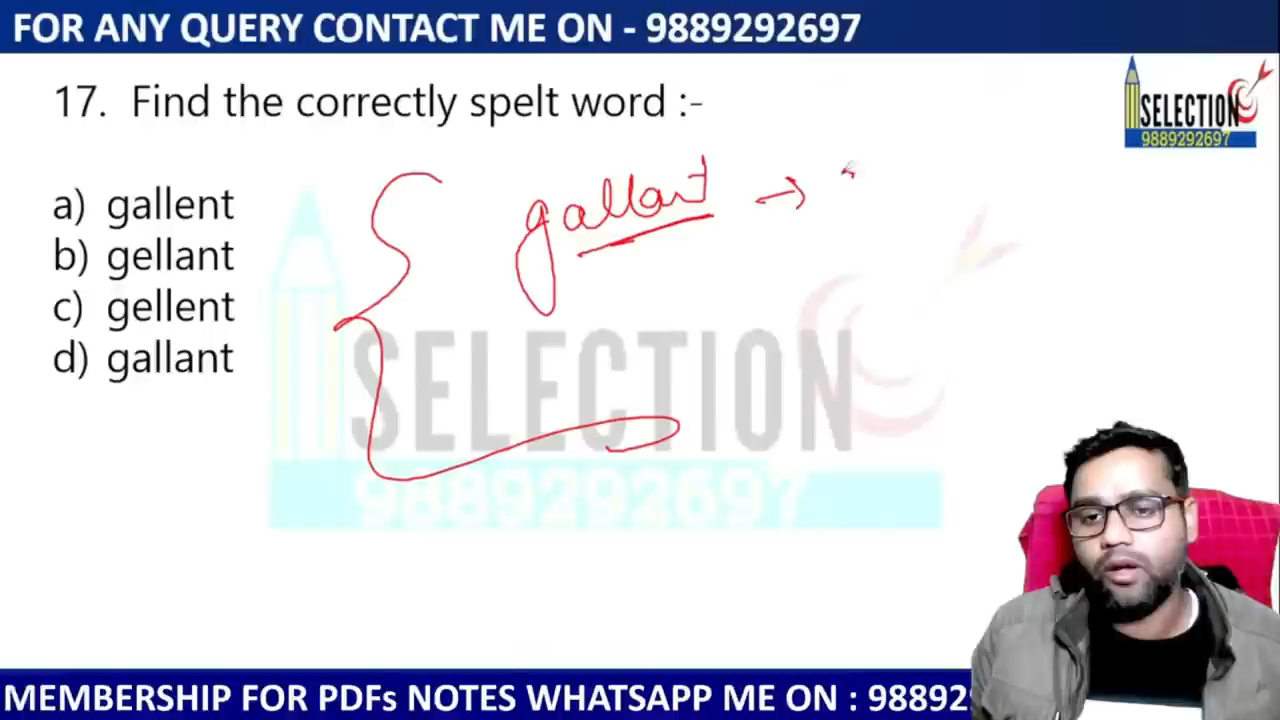 FOR ANY QUERY CONTACT ME ON - 9889292697
SELECTION
9889292697
17. Find the correctly spelt word :-
a) gallent
b) gellant
c) gellent
d) gallant
gallant →
SELECTION
9889292697
MEMBERSHIP FOR PDFs NOTES WHATSAPP ME ON : 98892